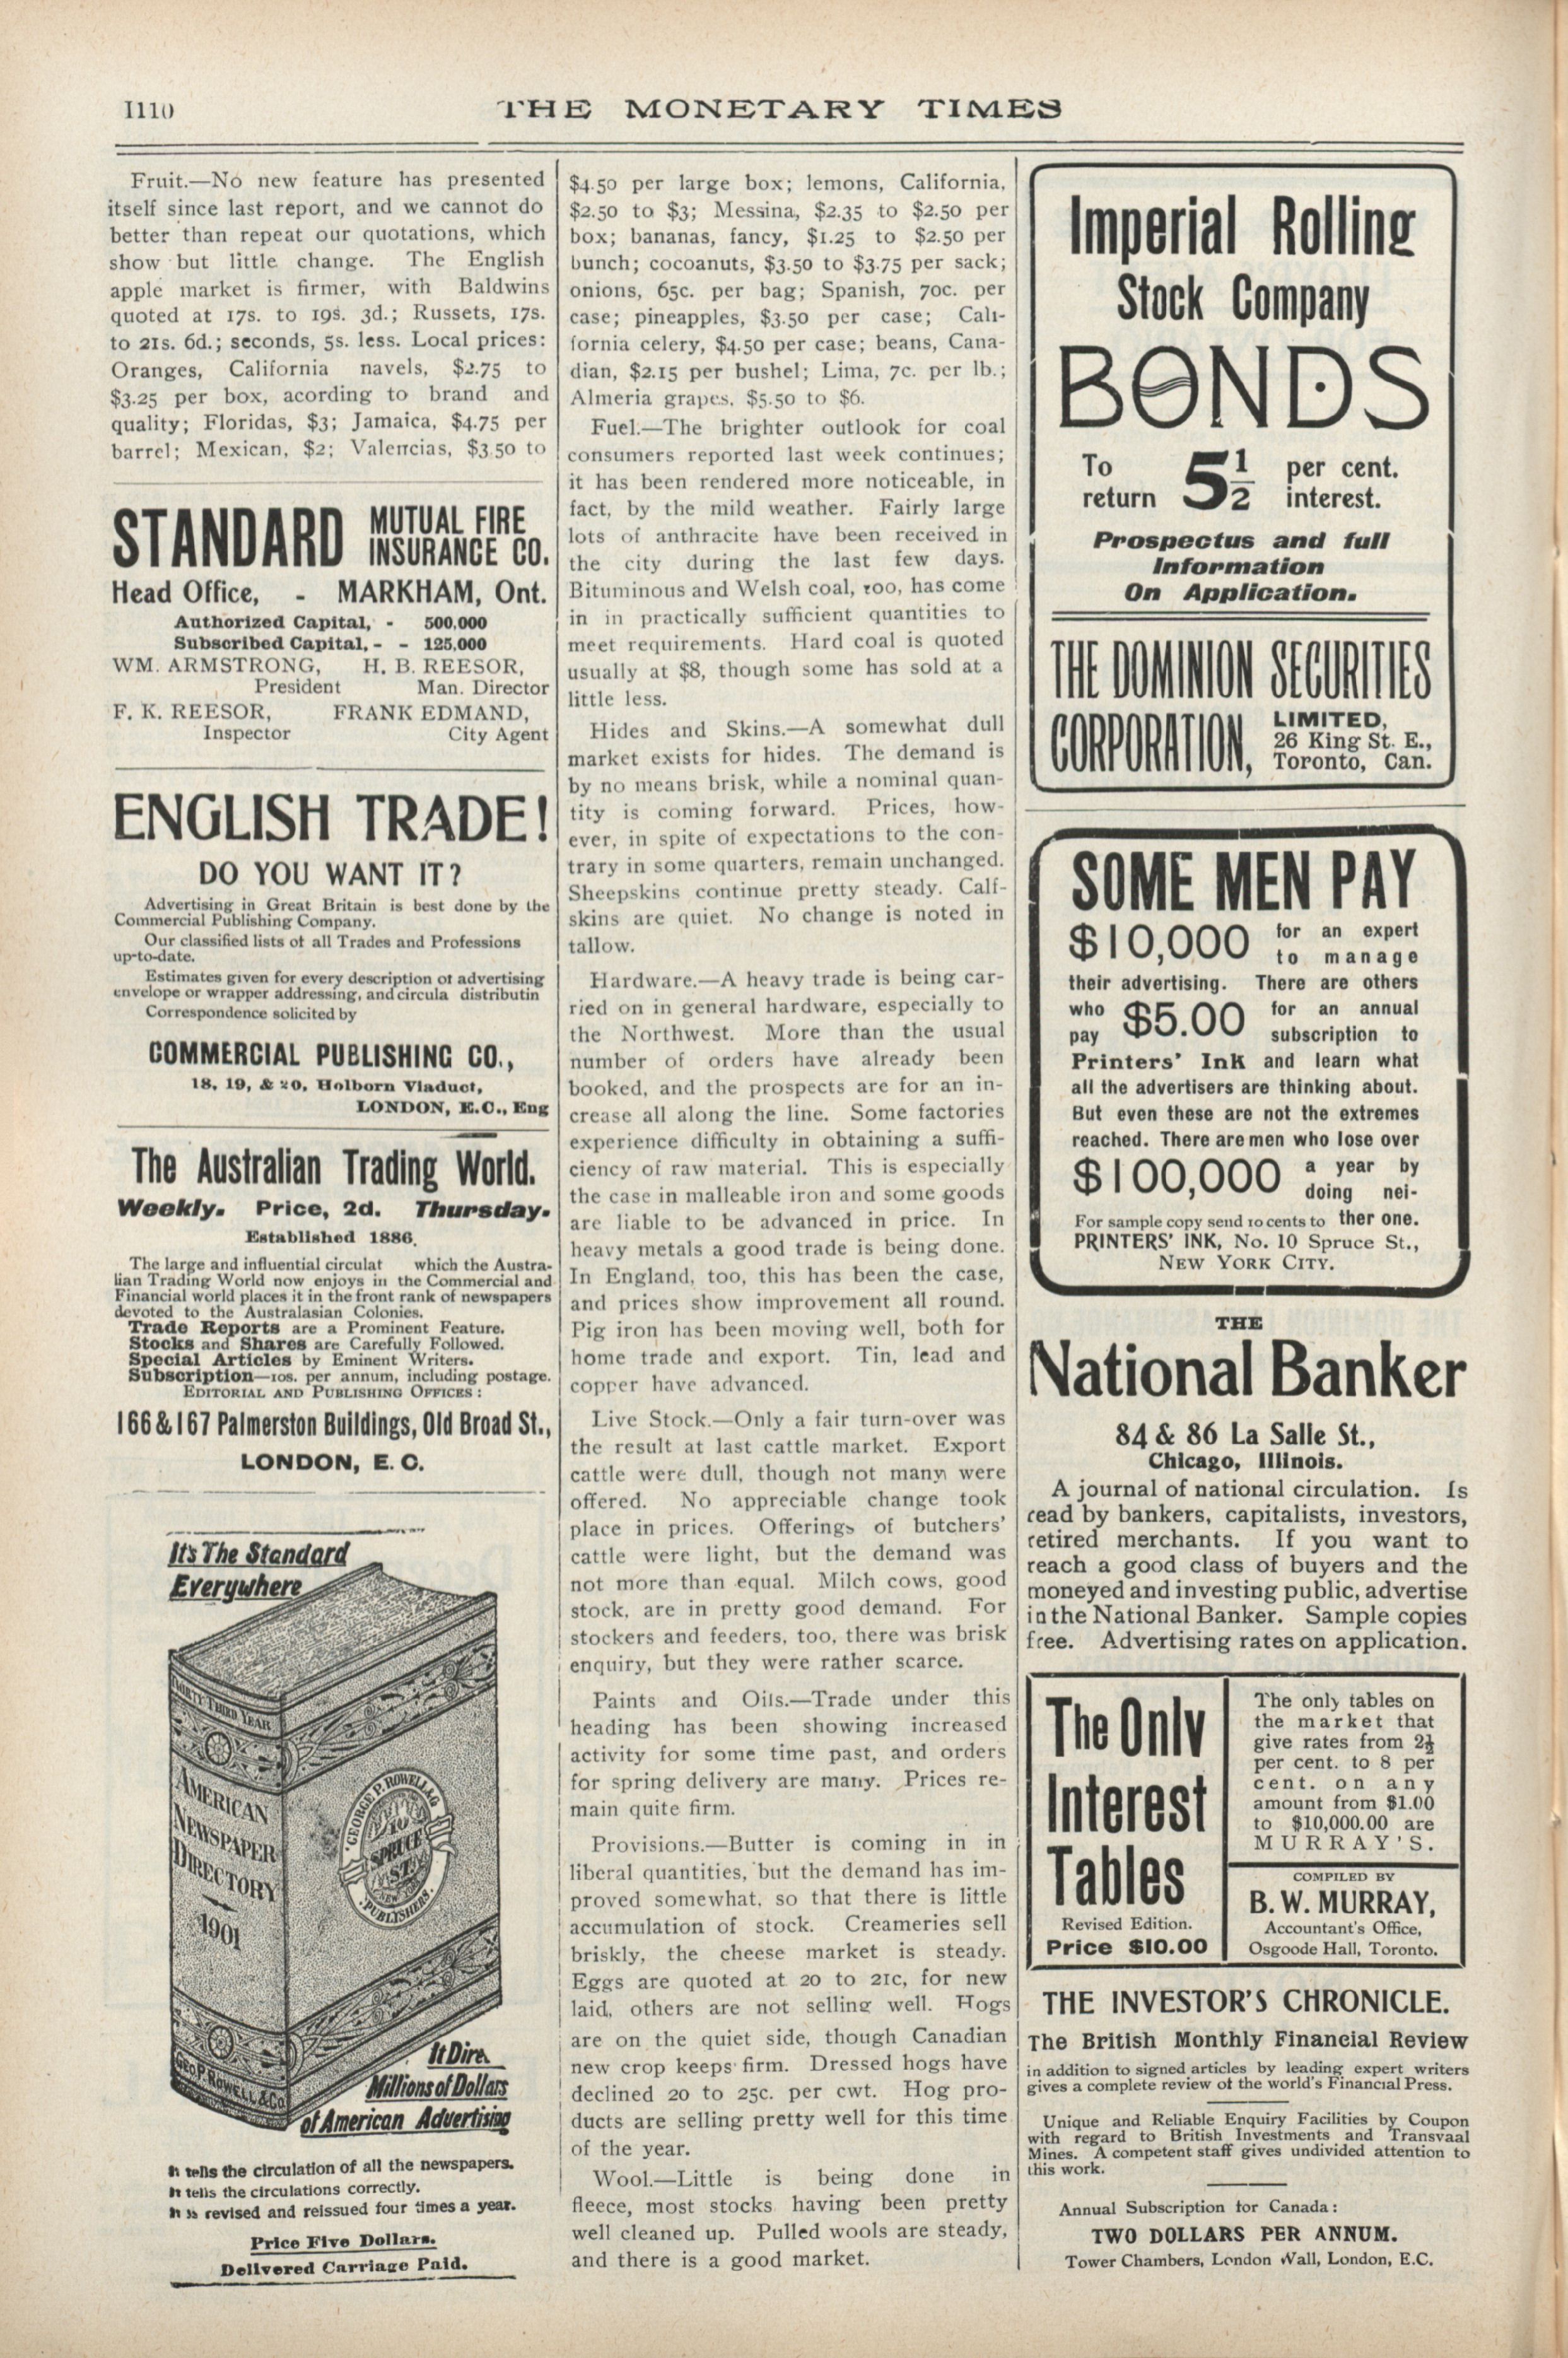 1110
THE MONETARY TIMES
Fruit.—No new feature has presented
itself since last report, and we cannot do
better than repeat our quotations, which
show but little change. The English
apple market is firmer, with Baldwins
quoted at 17s. to 19s. 3d.; Russets, 17s.
to 21s. 6d.; seconds, 5s. less. Local prices:
Oranges, California navels, $2.75 to
$3.25 per box, acording to brand and
quality; Floridas, $3; Jamaica, $4.75 per
barrel; Mexican, $2; Valencias, $3.50 to
STANDARD MUTUAL FIRE
INSURANCE CO.
Head Office, - MARKHAM, Ont.
Authorized Capital, - 500,000
Subscribed Capital, - - 125,000
WM. ARMSTRONG, H. B. REESOR,
President Man. Director
F. K. REESOR, FRANK EDMAND,
Inspector City Agent
ENGLISH TRADE!
DO YOU WANT IT?
Advertising in Great Britain is best done by the
Commercial Publishing Company.
Our classified lists of all Trades and Professions
up-to-date.
Estimates given for every description of advertising
envelope or wrapper addressing, and circula distributin
Correspondence solicited by
COMMERCIAL PUBLISHING CO.,
18, 19, & 20, Holborn Viaduct,
LONDON, E.C., Eng
The Australian Trading World.
Weekly. Price, 2d. Thursday.
Established 1886.
The large and influential circulat which the Austra-
lian Trading World now enjoys in the Commercial and
Financial world places it in the front rank of newspapers
devoted to the Australasian Colonies.
Trade Reports are a Prominent Feature.
Stocks and Shares are Carefully Followed.
Special Articles by Eminent Writers.
Subscription—10s. per annum, including postage.
EDITORIAL AND PUBLISHING OFFICES:
166 & 167 Palmerston Buildings, Old Broad St.,
LONDON, E. C.
It's The Standard
Everywhere
THIRTY THIRD YEAR
AMERICAN
NEWSPAPER
DIRECTORY
1901
GEO P. ROWELL & CO
GEORGE P. ROWELL & CO
10
SPRUCE
ST.
NEW YORK
PUBLISHERS.
It Dire
Millions of Dollars
of American Advertising
It tells the circulation of all the newspapers.
It tells the circulations correctly.
It is revised and reissued four times a year.
Price Five Dollars.
Delivered Carriage Paid.
$4.50 per large box; lemons, California,
$2.50 to $3; Messina, $2.35 to $2.50 per
box; bananas, fancy, $1.25 to $2.50 per
bunch; cocoanuts, $3.50 to $3.75 per sack;
onions, 65c. per bag; Spanish, 70c. per
case; pineapples, $3.50 per case; Cali-
fornia celery, $4.50 per case; beans, Cana-
dian, $2.15 per bushel; Lima, 7c. per lb.;
Almeria grapes, $5.50 to $6.
Fuel.—The brighter outlook for coal
consumers reported last week continues;
it has been rendered more noticeable, in
fact, by the mild weather. Fairly large
lots of anthracite have been received in
the city during the last few days.
Bituminous and Welsh coal, too, has come
in in practically sufficient quantities to
meet requirements. Hard coal is quoted
usually at $8, though some has sold at a
little less.
Hides and Skins.—A somewhat dull
market exists for hides. The demand is
by no means brisk, while a nominal quan-
tity is coming forward. Prices, how-
ever, in spite of expectations to the con-
trary in some quarters, remain unchanged.
Sheepskins continue pretty steady. Calf-
skins are quiet. No change is noted in
tallow.
Hardware.—A heavy trade is being car-
ried on in general hardware, especially to
the Northwest. More than the usual
number of orders have already been
booked, and the prospects are for an in-
crease all along the line. Some factories
experience difficulty in obtaining a suffi-
ciency of raw material. This is especially
the case in malleable iron and some goods
are liable to be advanced in price. In
heavy metals a good trade is being done.
In England, too, this has been the case,
and prices show improvement all round.
Pig iron has been moving well, both for
home trade and export. Tin, lead and
copper have advanced.
Live Stock.—Only a fair turn-over was
the result at last cattle market. Export
cattle were dull, though not many were
offered. No appreciable change took
place in prices. Offerings of butchers'
cattle were light, but the demand was
not more than equal. Milch cows, good
stock, are in pretty good demand. For
stockers and feeders, too, there was brisk
enquiry, but they were rather scarce.
Paints and Oils.—Trade under this
heading has been showing increased
activity for some time past, and orders
for spring delivery are many. Prices re-
main quite firm.
Provisions.—Butter is coming in in
liberal quantities, but the demand has im-
proved somewhat, so that there is little
accumulation of stock. Creameries sell
briskly, the cheese market is steady.
Eggs are quoted at 20 to 21c, for new
laid, others are not selling well. Hogs
are on the quiet side, though Canadian
new crop keeps firm. Dressed hogs have
declined 20 to 25c. per cwt. Hog pro-
ducts are selling pretty well for this time
of the year.
Wool.—Little is being done in
fleece, most stocks having been pretty
well cleaned up. Pulled wools are steady,
and there is a good market.
Imperial Rolling
Stock Company
BONDS
To return 5½ per cent. interest.
Prospectus and full
Information
On Application.
THE DOMINION SECURITIES
CORPORATION, LIMITED,
26 King St. E.,
Toronto, Can.
SOME MEN PAY
$10,000 for an expert
to manage
their advertising. There are others
who pay $5.00 for an annual
subscription to
Printers' Ink and learn what
all the advertisers are thinking about.
But even these are not the extremes
reached. There are men who lose over
$100,000 a year by
doing nei-
For sample copy send 10 cents to ther one.
PRINTERS' INK, No. 10 Spruce St.,
NEW YORK CITY.
THE
National Banker
84 & 86 La Salle St.,
Chicago, Illinois.
A journal of national circulation. Is
read by bankers, capitalists, investors,
retired merchants. If you want to
reach a good class of buyers and the
moneyed and investing public, advertise
in the National Banker. Sample copies
free. Advertising rates on application.
The Only
Interest
Tables
Revised Edition.
Price $10.00
The only tables on
the market that
give rates from 2½
per cent. to 8 per
cent. on any
amount from $1.00
to $10,000.00 are
MURRAY'S.
COMPILED BY
B. W. MURRAY,
Accountant's Office,
Osgoode Hall, Toronto.
THE INVESTOR'S CHRONICLE.
The British Monthly Financial Review
in addition to signed articles by leading expert writers
gives a complete review of the world's Financial Press.
Unique and Reliable Enquiry Facilities by Coupon
with regard to British Investments and Transvaal
Mines. A competent staff gives undivided attention to
this work.
Annual Subscription for Canada:
TWO DOLLARS PER ANNUM.
Tower Chambers, London Wall, London, E.C.